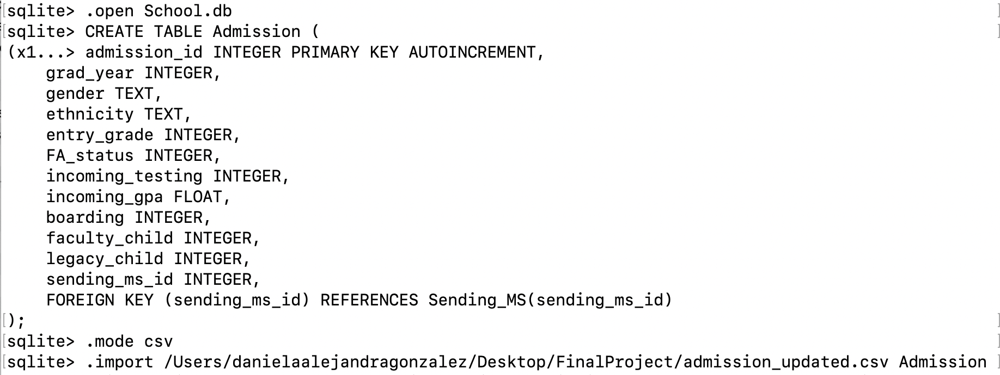 [sqlite> .open School.db ]
[sqlite> CREATE TABLE Admission ( ]
(x1...> admission_id INTEGER PRIMARY KEY AUTOINCREMENT,
    grad_year INTEGER,
    gender TEXT,
    ethnicity TEXT,
    entry_grade INTEGER,
    FA_status INTEGER,
    incoming_testing INTEGER,
    incoming_gpa FLOAT,
    boarding INTEGER,
    faculty_child INTEGER,
    legacy_child INTEGER,
    sending_ms_id INTEGER,
    FOREIGN KEY (sending_ms_id) REFERENCES Sending_MS(sending_ms_id)
[); ]
[sqlite> .mode csv ]
[sqlite> .import /Users/danielaalejandragonzalez/Desktop/FinalProject/admission_updated.csv Admission ]